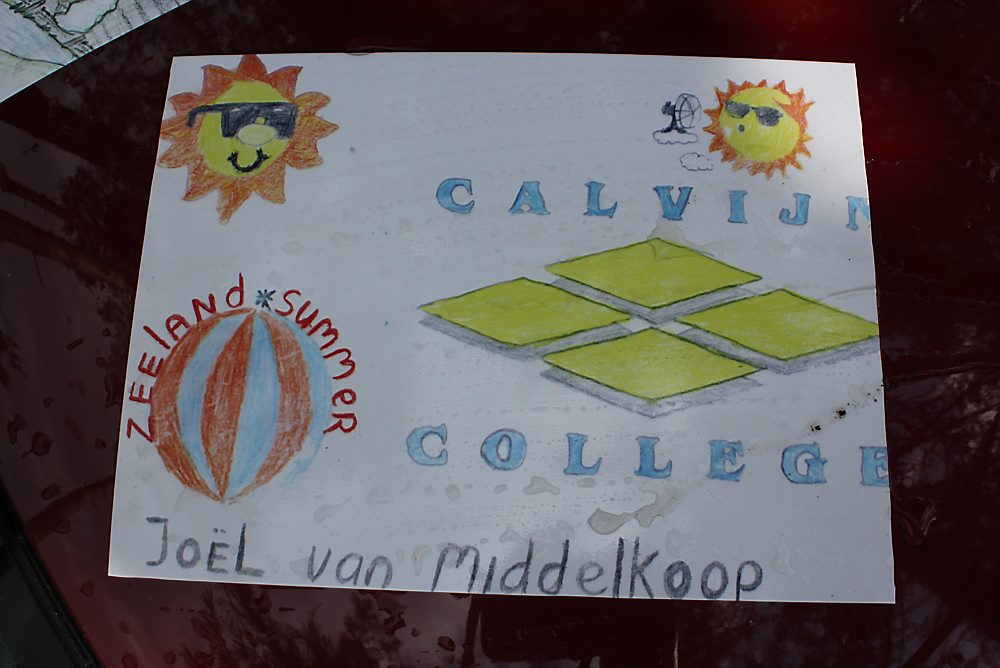 CALVIJN
ZEElANd * SUMMER
COLLEGE
JOËL van Middelkoop